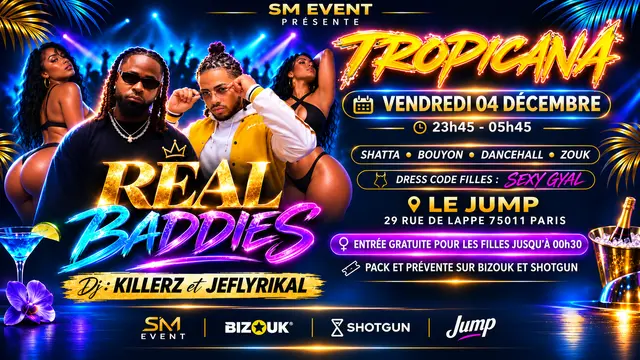 SM EVENT
PRÉSENTE
TROPICANA
VENDREDI 04 DÉCEMBRE
23h45 - 05h45
SHATTA • BOUYON • DANCEHALL • ZOUK
DRESS CODE FILLES : SEXY GYAL
LE JUMP
29 RUE DE LAPPE 75011 PARIS
ENTRÉE GRATUITE POUR LES FILLES JUSQU'À 00h30
PACK ET PRÉVENTE SUR BIZOUK ET SHOTGUN
REAL
BADDIES
Dj : KILLERZ et JEFLYRIKAL
SM EVENT
BIZOUK
SHOTGUN
Jump